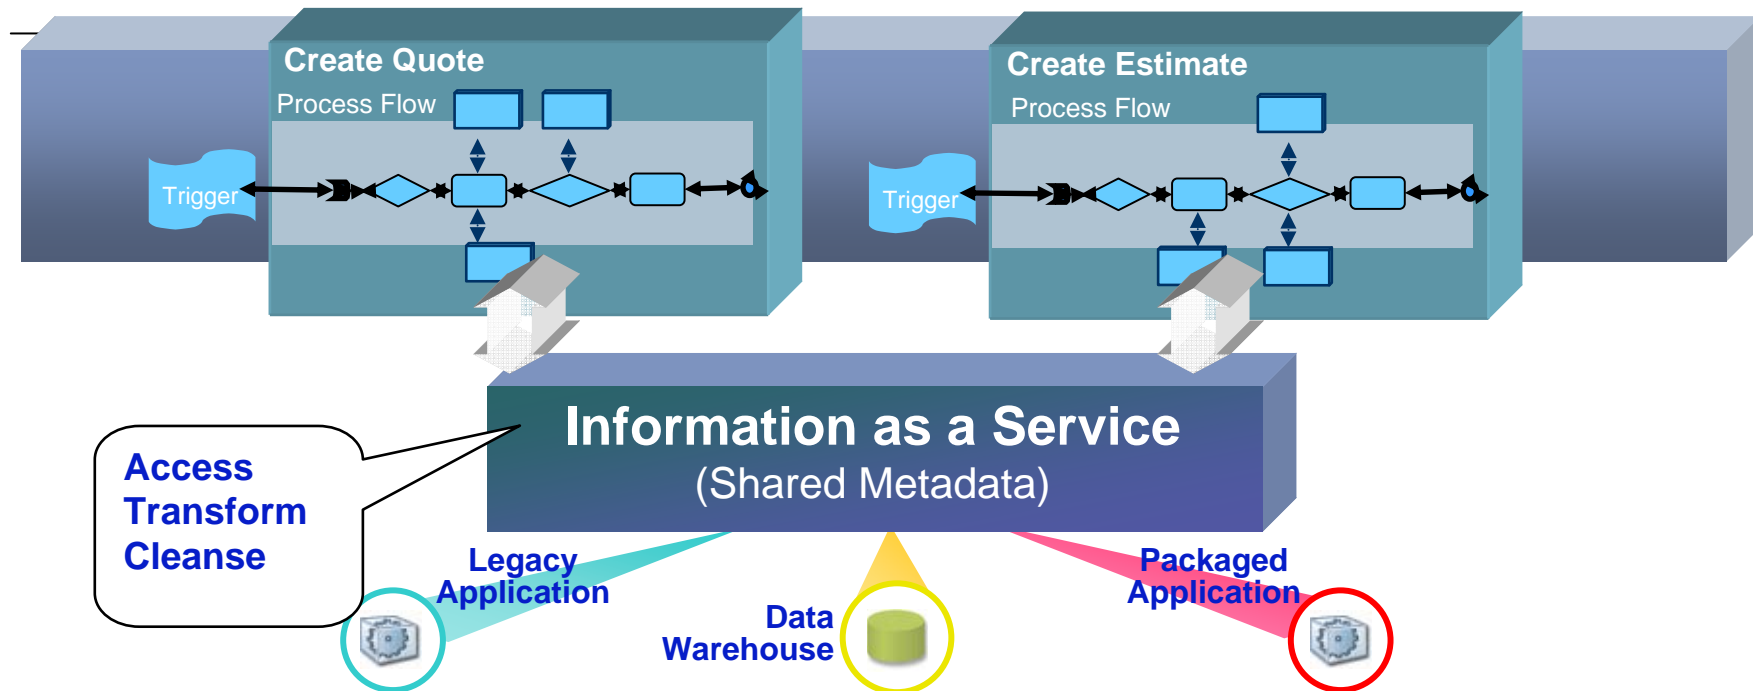 Create Quote
Process Flow
Trigger
Create Estimate
Process Flow
Trigger
Information as a Service
(Shared Metadata)
Access
Transform
Cleanse
Legacy
Application
Data
Warehouse
Packaged
Application